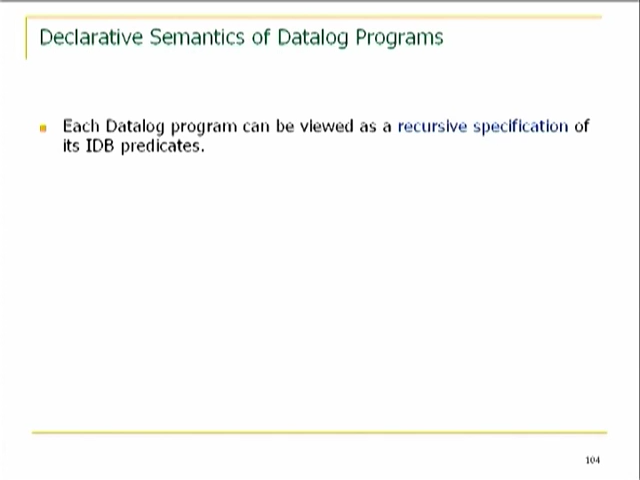 Declarative Semantics of Datalog Programs
Each Datalog program can be viewed as a recursive specification of
its IDB predicates.
104